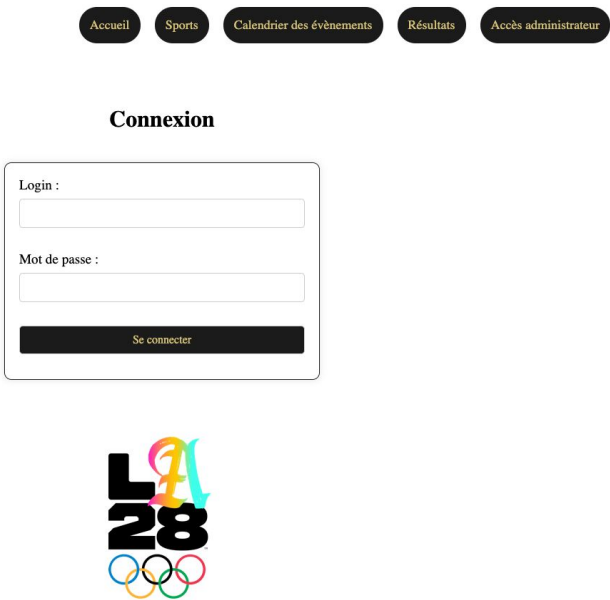 Accueil Sports Calendrier des évènements Résultats Accès administrateur
Connexion
Login :
Mot de passe :
Se connecter
LA
28